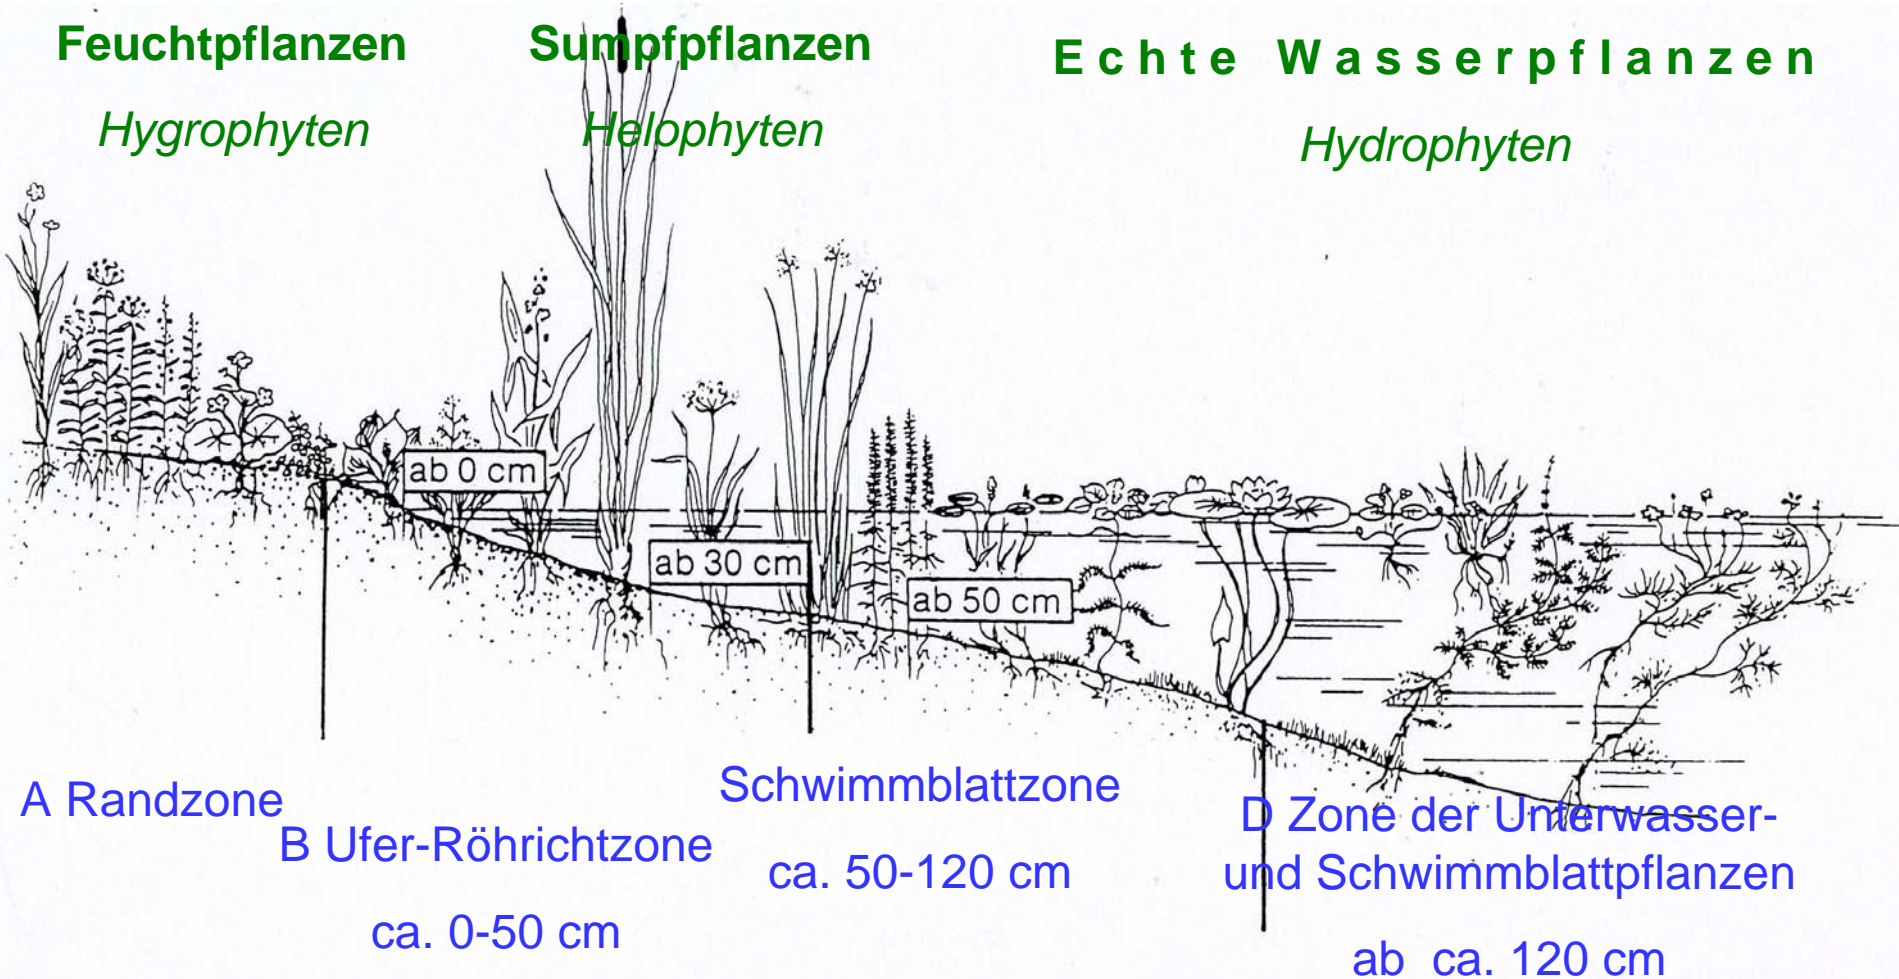 Feuchtpflanzen
Hygrophyten
Sumpfpflanzen
Helophyten
Echte Wasserpflanzen
Hydrophyten
ab 0 cm
ab 30 cm
ab 50 cm
A Randzone
B Ufer-Röhrichtzone
ca. 0-50 cm
Schwimmblattzone
ca. 50-120 cm
D Zone der Unterwasser-
und Schwimmblattpflanzen
ab ca. 120 cm